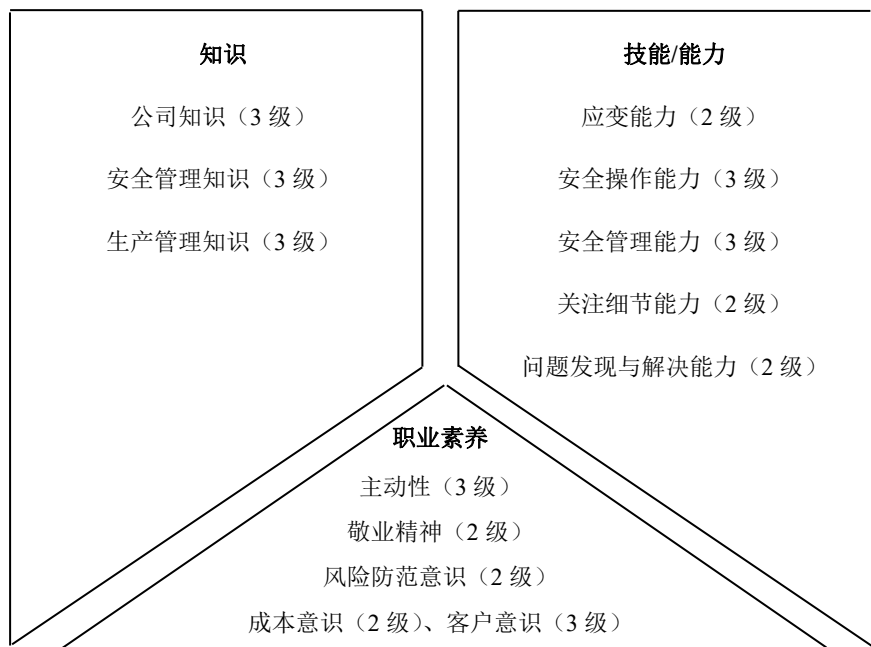 知识
公司知识（3 级）
安全管理知识（3 级）
生产管理知识（3 级）
技能/能力
应变能力（2 级）
安全操作能力（3 级）
安全管理能力（3 级）
关注细节能力（2 级）
问题发现与解决能力（2 级）
职业素养
主动性（3 级）
敬业精神（2 级）
风险防范意识（2 级）
成本意识（2 级）、客户意识（3 级）